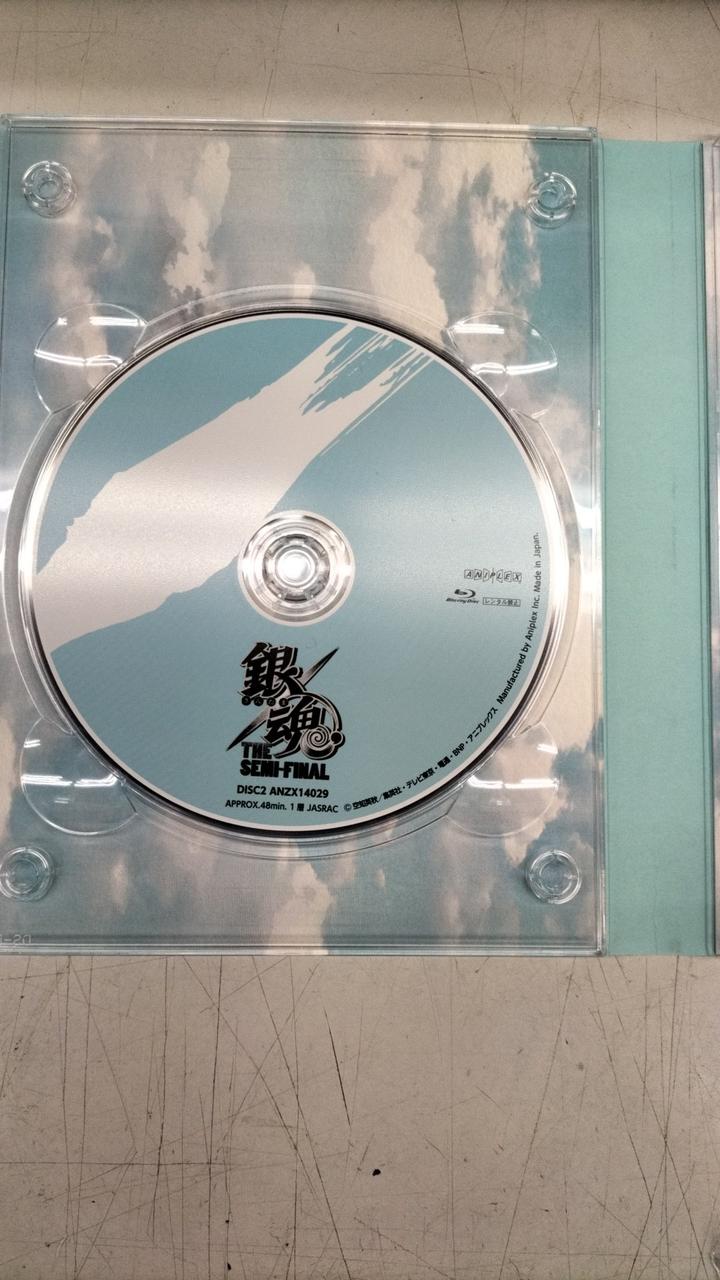 ANIPLEX
Blu-ray Disc
レンタル禁止
銀魂
THE
SEMI-FINAL
DISC2 ANZX14029
APPROX.48min. 1層 JASRAC
©空知英秋／集英社・テレビ東京・電通・BNP・アニプレックス Manufactured by Aniplex Inc. Made in Japan.